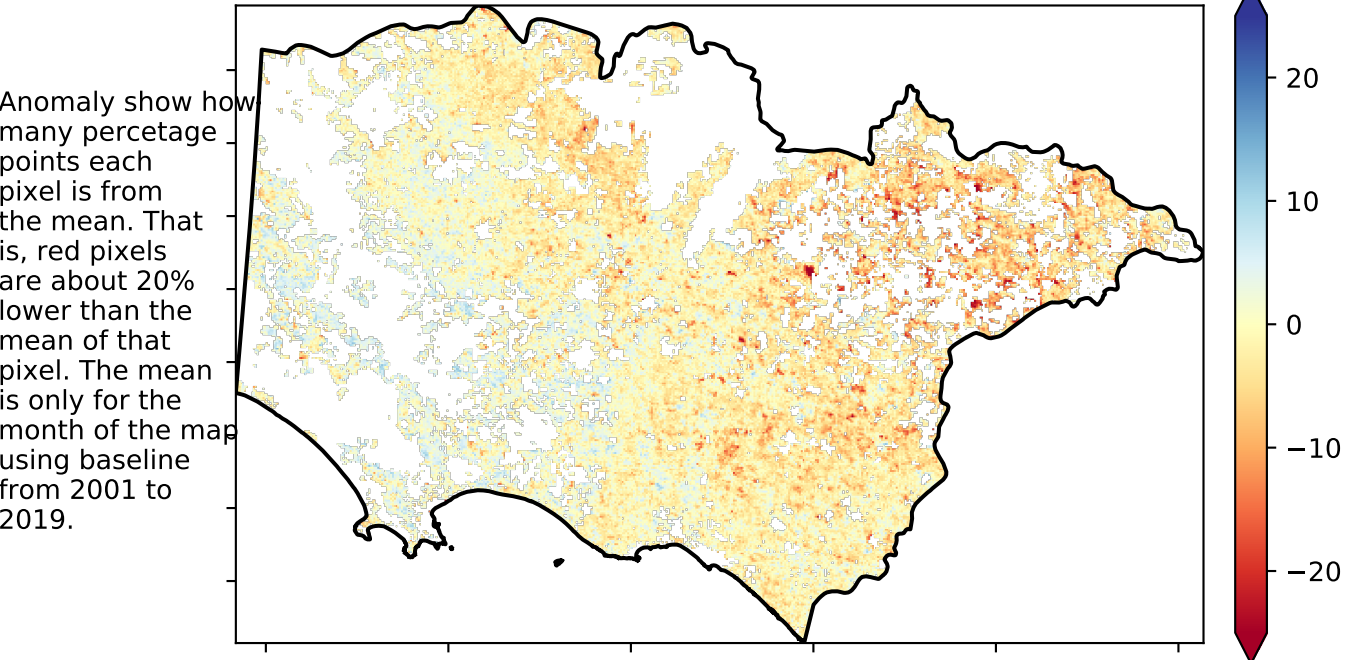 Anomaly show how
many percetage
points each
pixel is from
the mean. That
is, red pixels
are about 20%
lower than the
mean of that
pixel. The mean
is only for the
month of the map
using baseline
from 2001 to
2019.
20
10
0
−10
−20